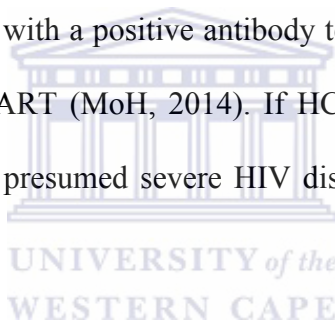 with a positive antibody t
ART (MoH, 2014). If HC
presumed severe HIV dis
UNIVERSITY of the
WESTERN CAPE